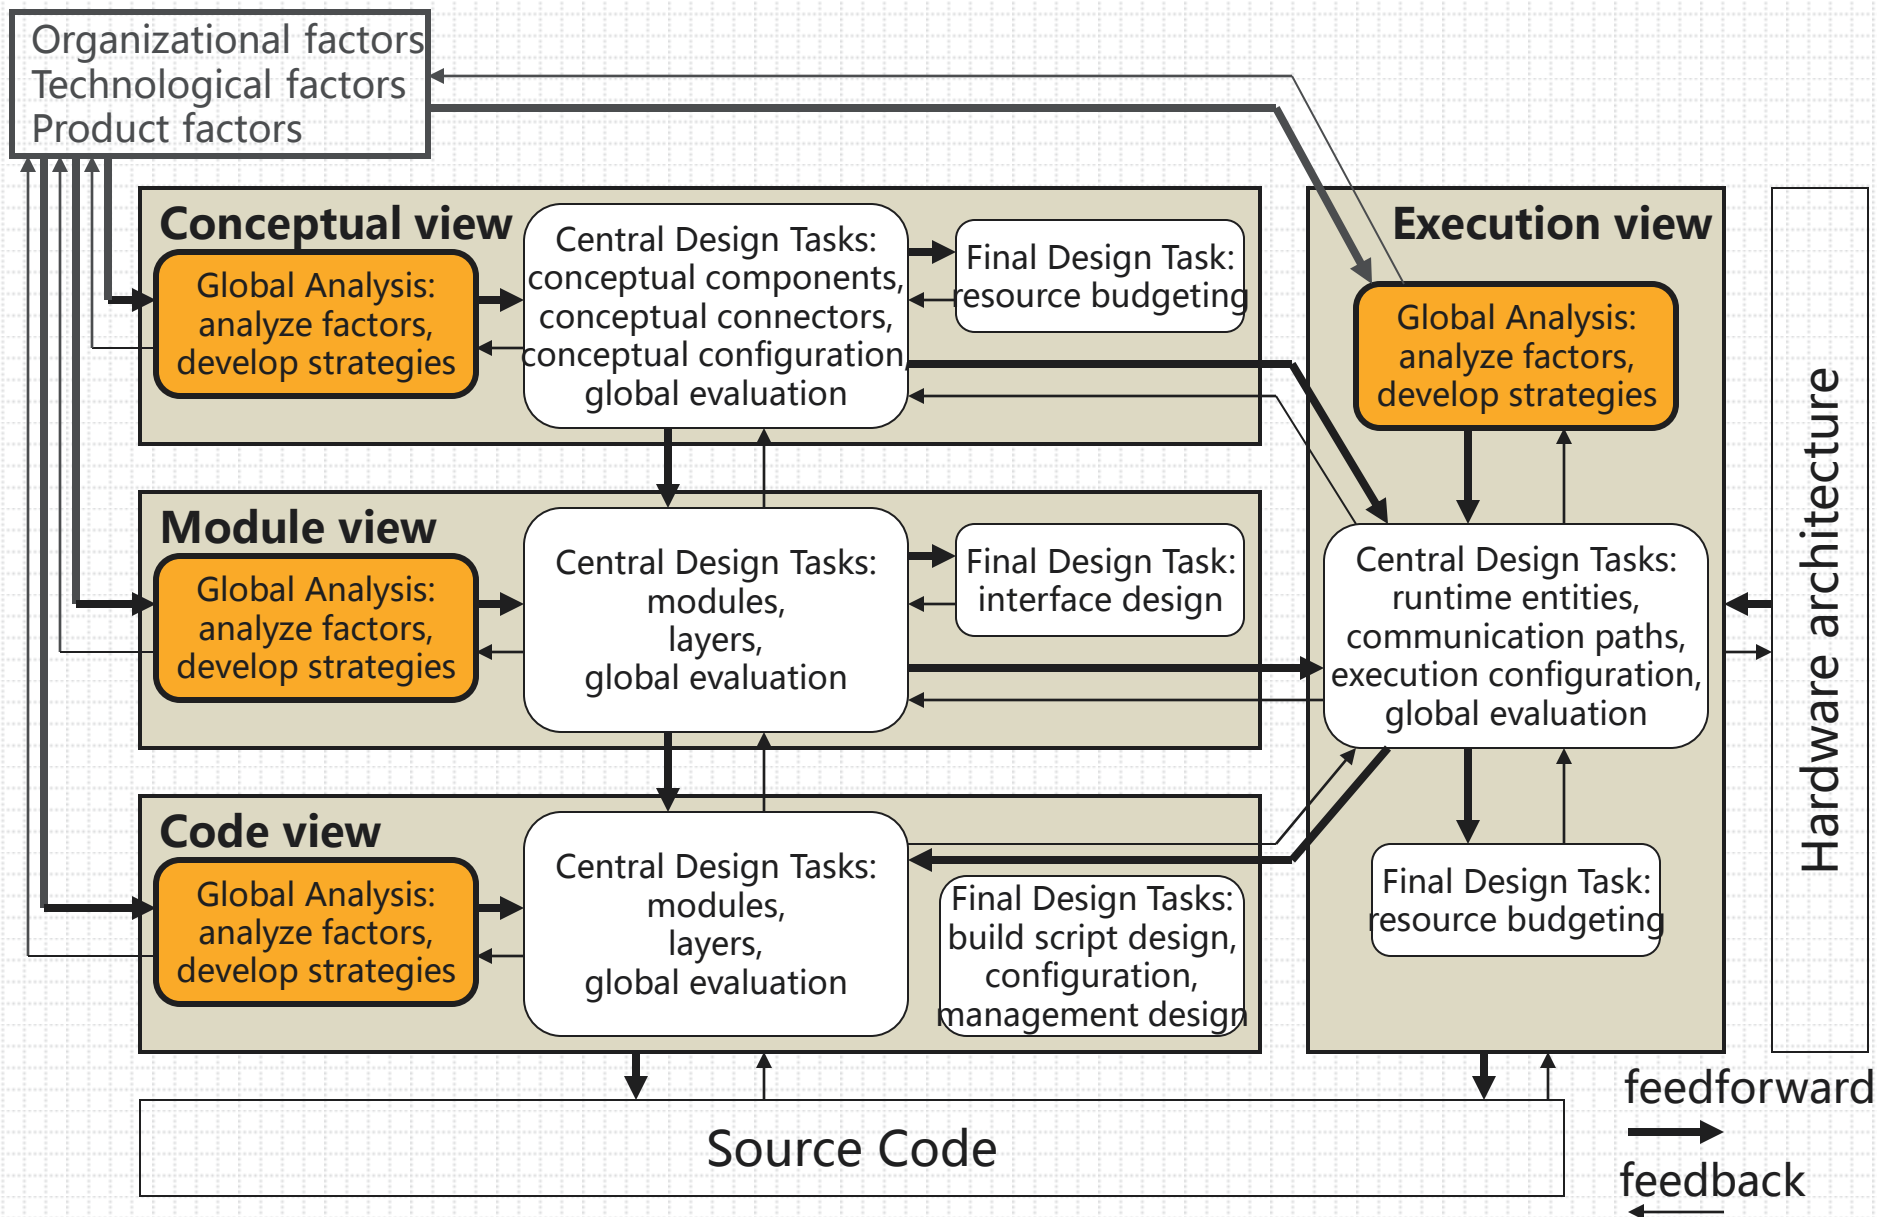 Organizational factors
Technological factors
Product factors
Conceptual view
Global Analysis:
analyze factors,
develop strategies
Central Design Tasks:
conceptual components,
conceptual connectors,
conceptual configuration,
global evaluation
Final Design Task:
resource budgeting
Module view
Global Analysis:
analyze factors,
develop strategies
Central Design Tasks:
modules,
layers,
global evaluation
Final Design Task:
interface design
Code view
Global Analysis:
analyze factors,
develop strategies
Central Design Tasks:
modules,
layers,
global evaluation
Final Design Tasks:
build script design,
configuration,
management design
Execution view
Global Analysis:
analyze factors,
develop strategies
Central Design Tasks:
runtime entities,
communication paths,
execution configuration,
global evaluation
Final Design Task:
resource budgeting
Hardware architecture
Source Code
feedforward
feedback